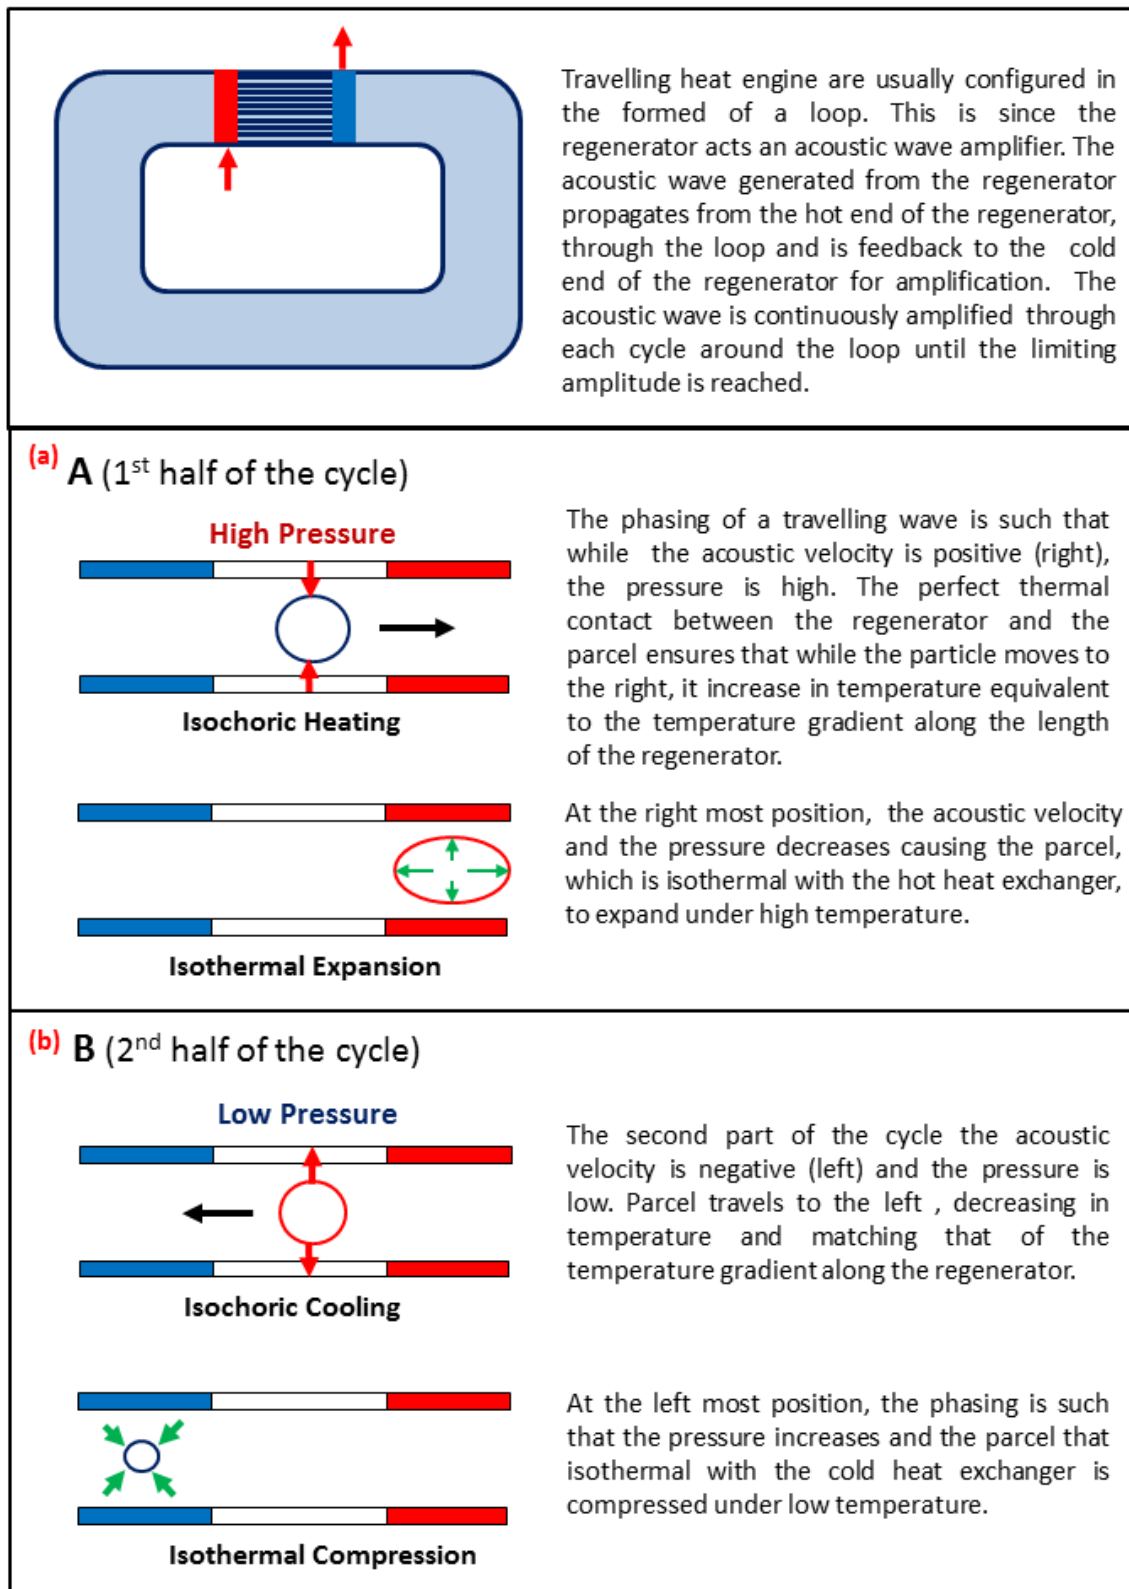 Travelling heat engine are usually configured in
the formed of a loop. This is since the
regenerator acts an acoustic wave amplifier. The
acoustic wave generated from the regenerator
propagates from the hot end of the regenerator,
through the loop and is feedback to the cold
end of the regenerator for amplification. The
acoustic wave is continuously amplified through
each cycle around the loop until the limiting
amplitude is reached.
(a) A (1st half of the cycle)
High Pressure
Isochoric Heating
The phasing of a travelling wave is such that
while the acoustic velocity is positive (right),
the pressure is high. The perfect thermal
contact between the regenerator and the
parcel ensures that while the particle moves to
the right, it increase in temperature equivalent
to the temperature gradient along the length
of the regenerator.
Isothermal Expansion
At the right most position, the acoustic velocity
and the pressure decreases causing the parcel,
which is isothermal with the hot heat exchanger,
to expand under high temperature.
(b) B (2nd half of the cycle)
Low Pressure
Isochoric Cooling
The second part of the cycle the acoustic
velocity is negative (left) and the pressure is
low. Parcel travels to the left , decreasing in
temperature and matching that of the
temperature gradient along the regenerator.
Isothermal Compression
At the left most position, the phasing is such
that the pressure increases and the parcel that
isothermal with the cold heat exchanger is
compressed under low temperature.